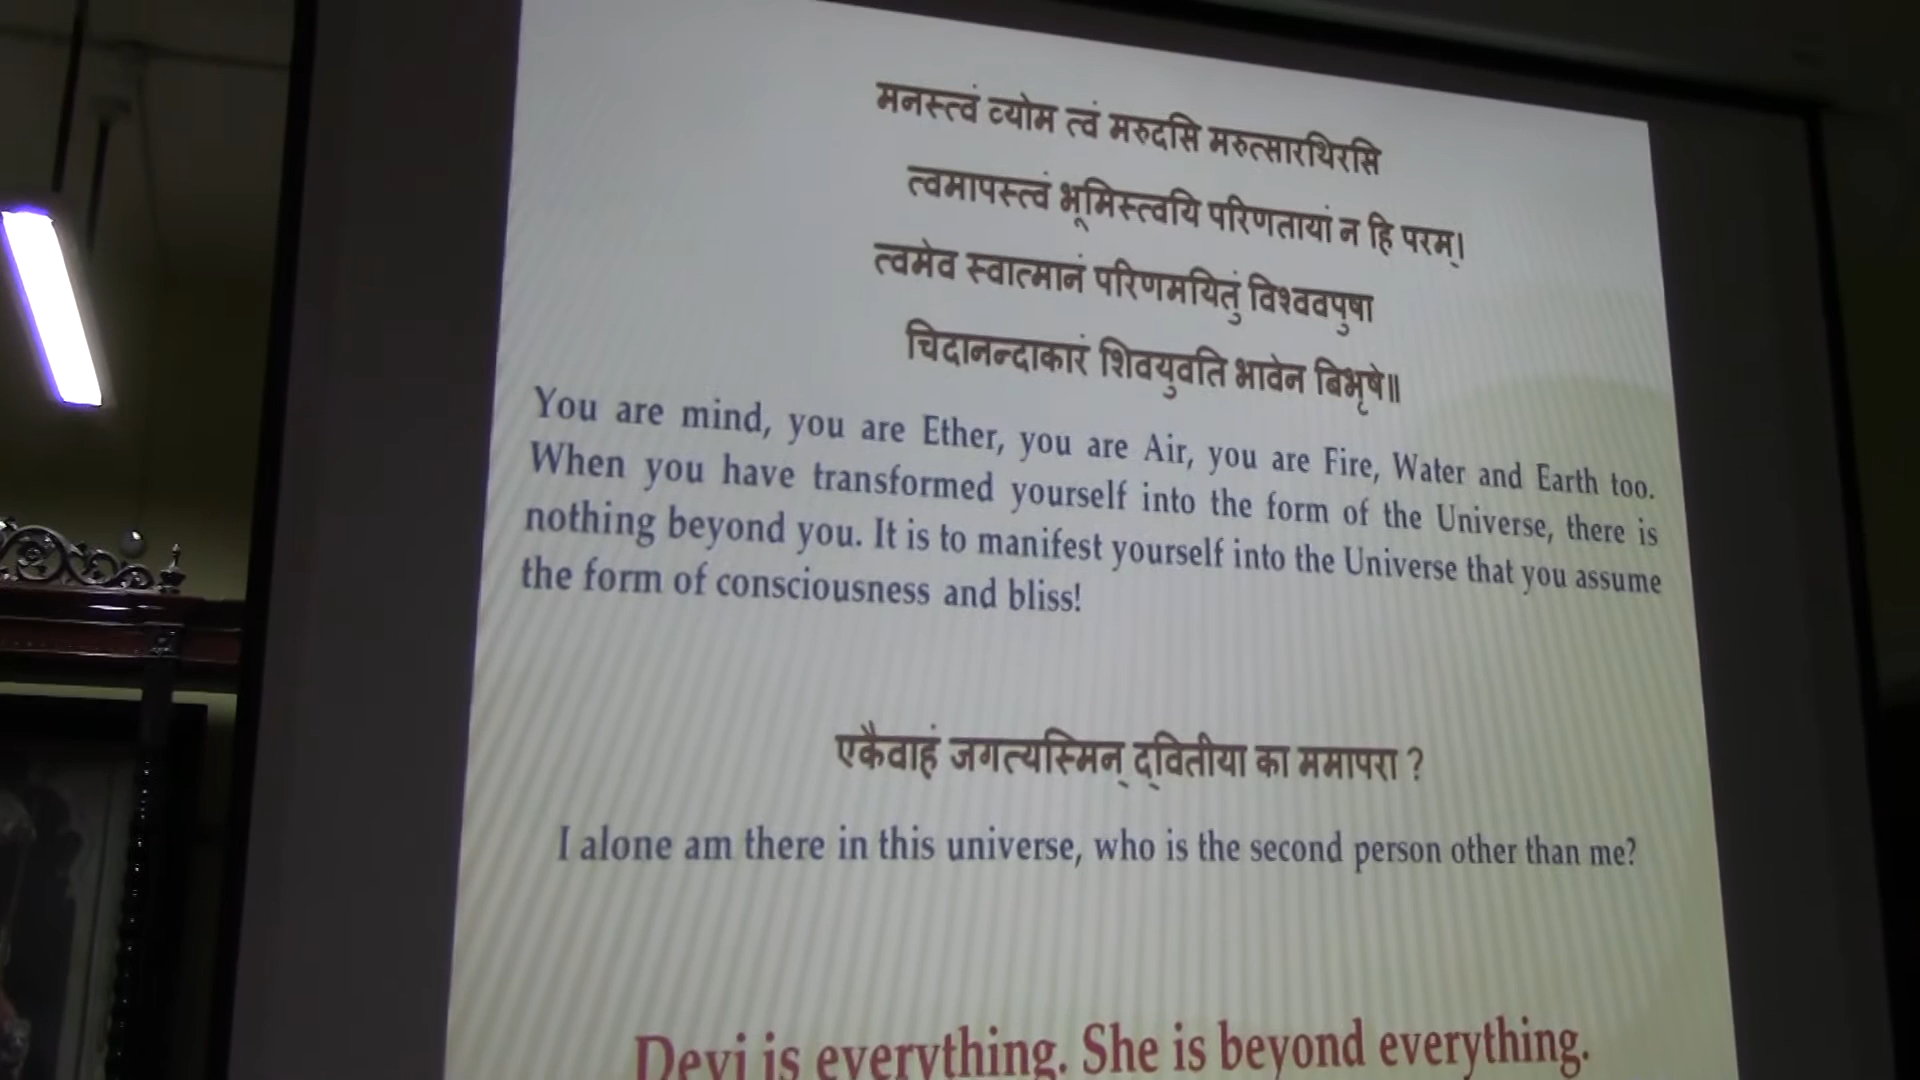 मनस्त्वं व्योम त्वं मरुदसि मरुत्सारथिरसि
त्वमापस्त्वं भूमिस्त्वयि परिणतायां न हि परम्।
त्वमेव स्वात्मानं परिणमयितुं विश्ववपुषा
चिदानन्दाकारं शिवयुवति भावेन बिभृषे॥
You are mind, you are Ether, you are Air, you are Fire, Water and Earth too.
When you have transformed yourself into the form of the Universe, there is
nothing beyond you. It is to manifest yourself into the Universe that you assume
the form of consciousness and bliss!
एकैवाहं जगत्यस्मिन् द्वितीया का ममापरा ?
I alone am there in this universe, who is the second person other than me?
Devi is everything. She is beyond everything.